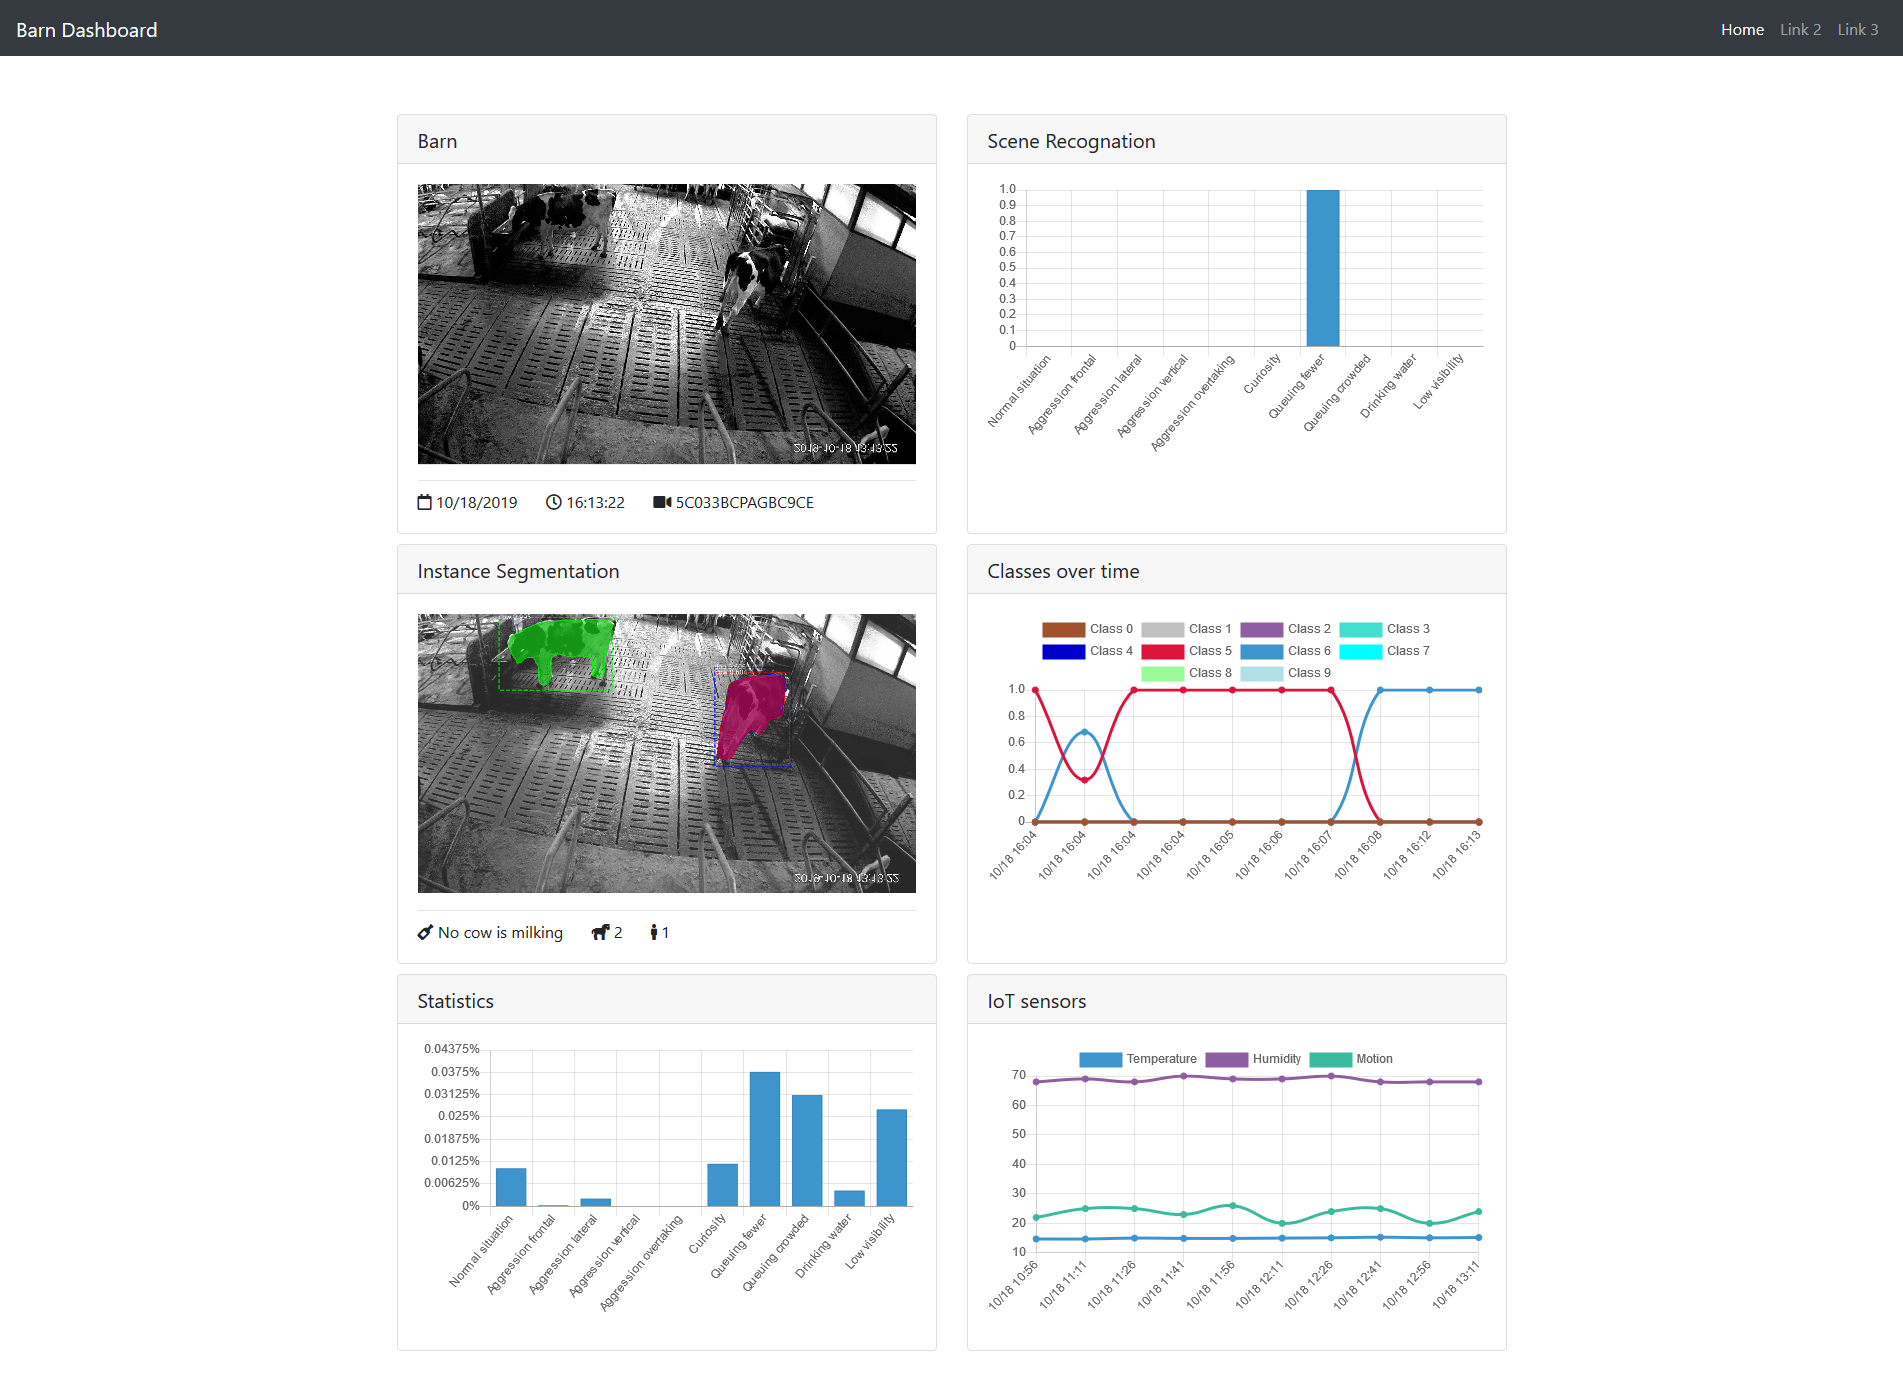 Barn Dashboard
Home Link 2 Link 3
Barn
2019-10-18 13:13:22
10/18/2019 16:13:22 5C033BCPAGBC9CE
Scene Recognation
1.0
0.9
0.8
0.7
0.6
0.5
0.4
0.3
0.2
0.1
0
Normal situation
Aggression frontal
Aggression lateral
Aggression vertical
Aggression overtaking
Curiosity
Queuing fewer
Queuing crowded
Drinking water
Low visibility
Instance Segmentation
2019-10-18 13:13:22
No cow is milking 2 1
Classes over time
Class 0 Class 1 Class 2 Class 3
Class 4 Class 5 Class 6 Class 7
Class 8 Class 9
1.0
0.8
0.6
0.4
0.2
0
10/18 16:04
10/18 16:04
10/18 16:04
10/18 16:04
10/18 16:05
10/18 16:06
10/18 16:07
10/18 16:08
10/18 16:12
10/18 16:13
Statistics
0.04375%
0.0375%
0.03125%
0.025%
0.01875%
0.0125%
0.00625%
0%
Normal situation
Aggression frontal
Aggression lateral
Aggression vertical
Aggression overtaking
Curiosity
Queuing fewer
Queuing crowded
Drinking water
Low visibility
IoT sensors
Temperature Humidity Motion
70
60
50
40
30
20
10
10/18 10:56
10/18 11:11
10/18 11:26
10/18 11:41
10/18 11:56
10/18 12:11
10/18 12:26
10/18 12:41
10/18 12:56
10/18 13:11